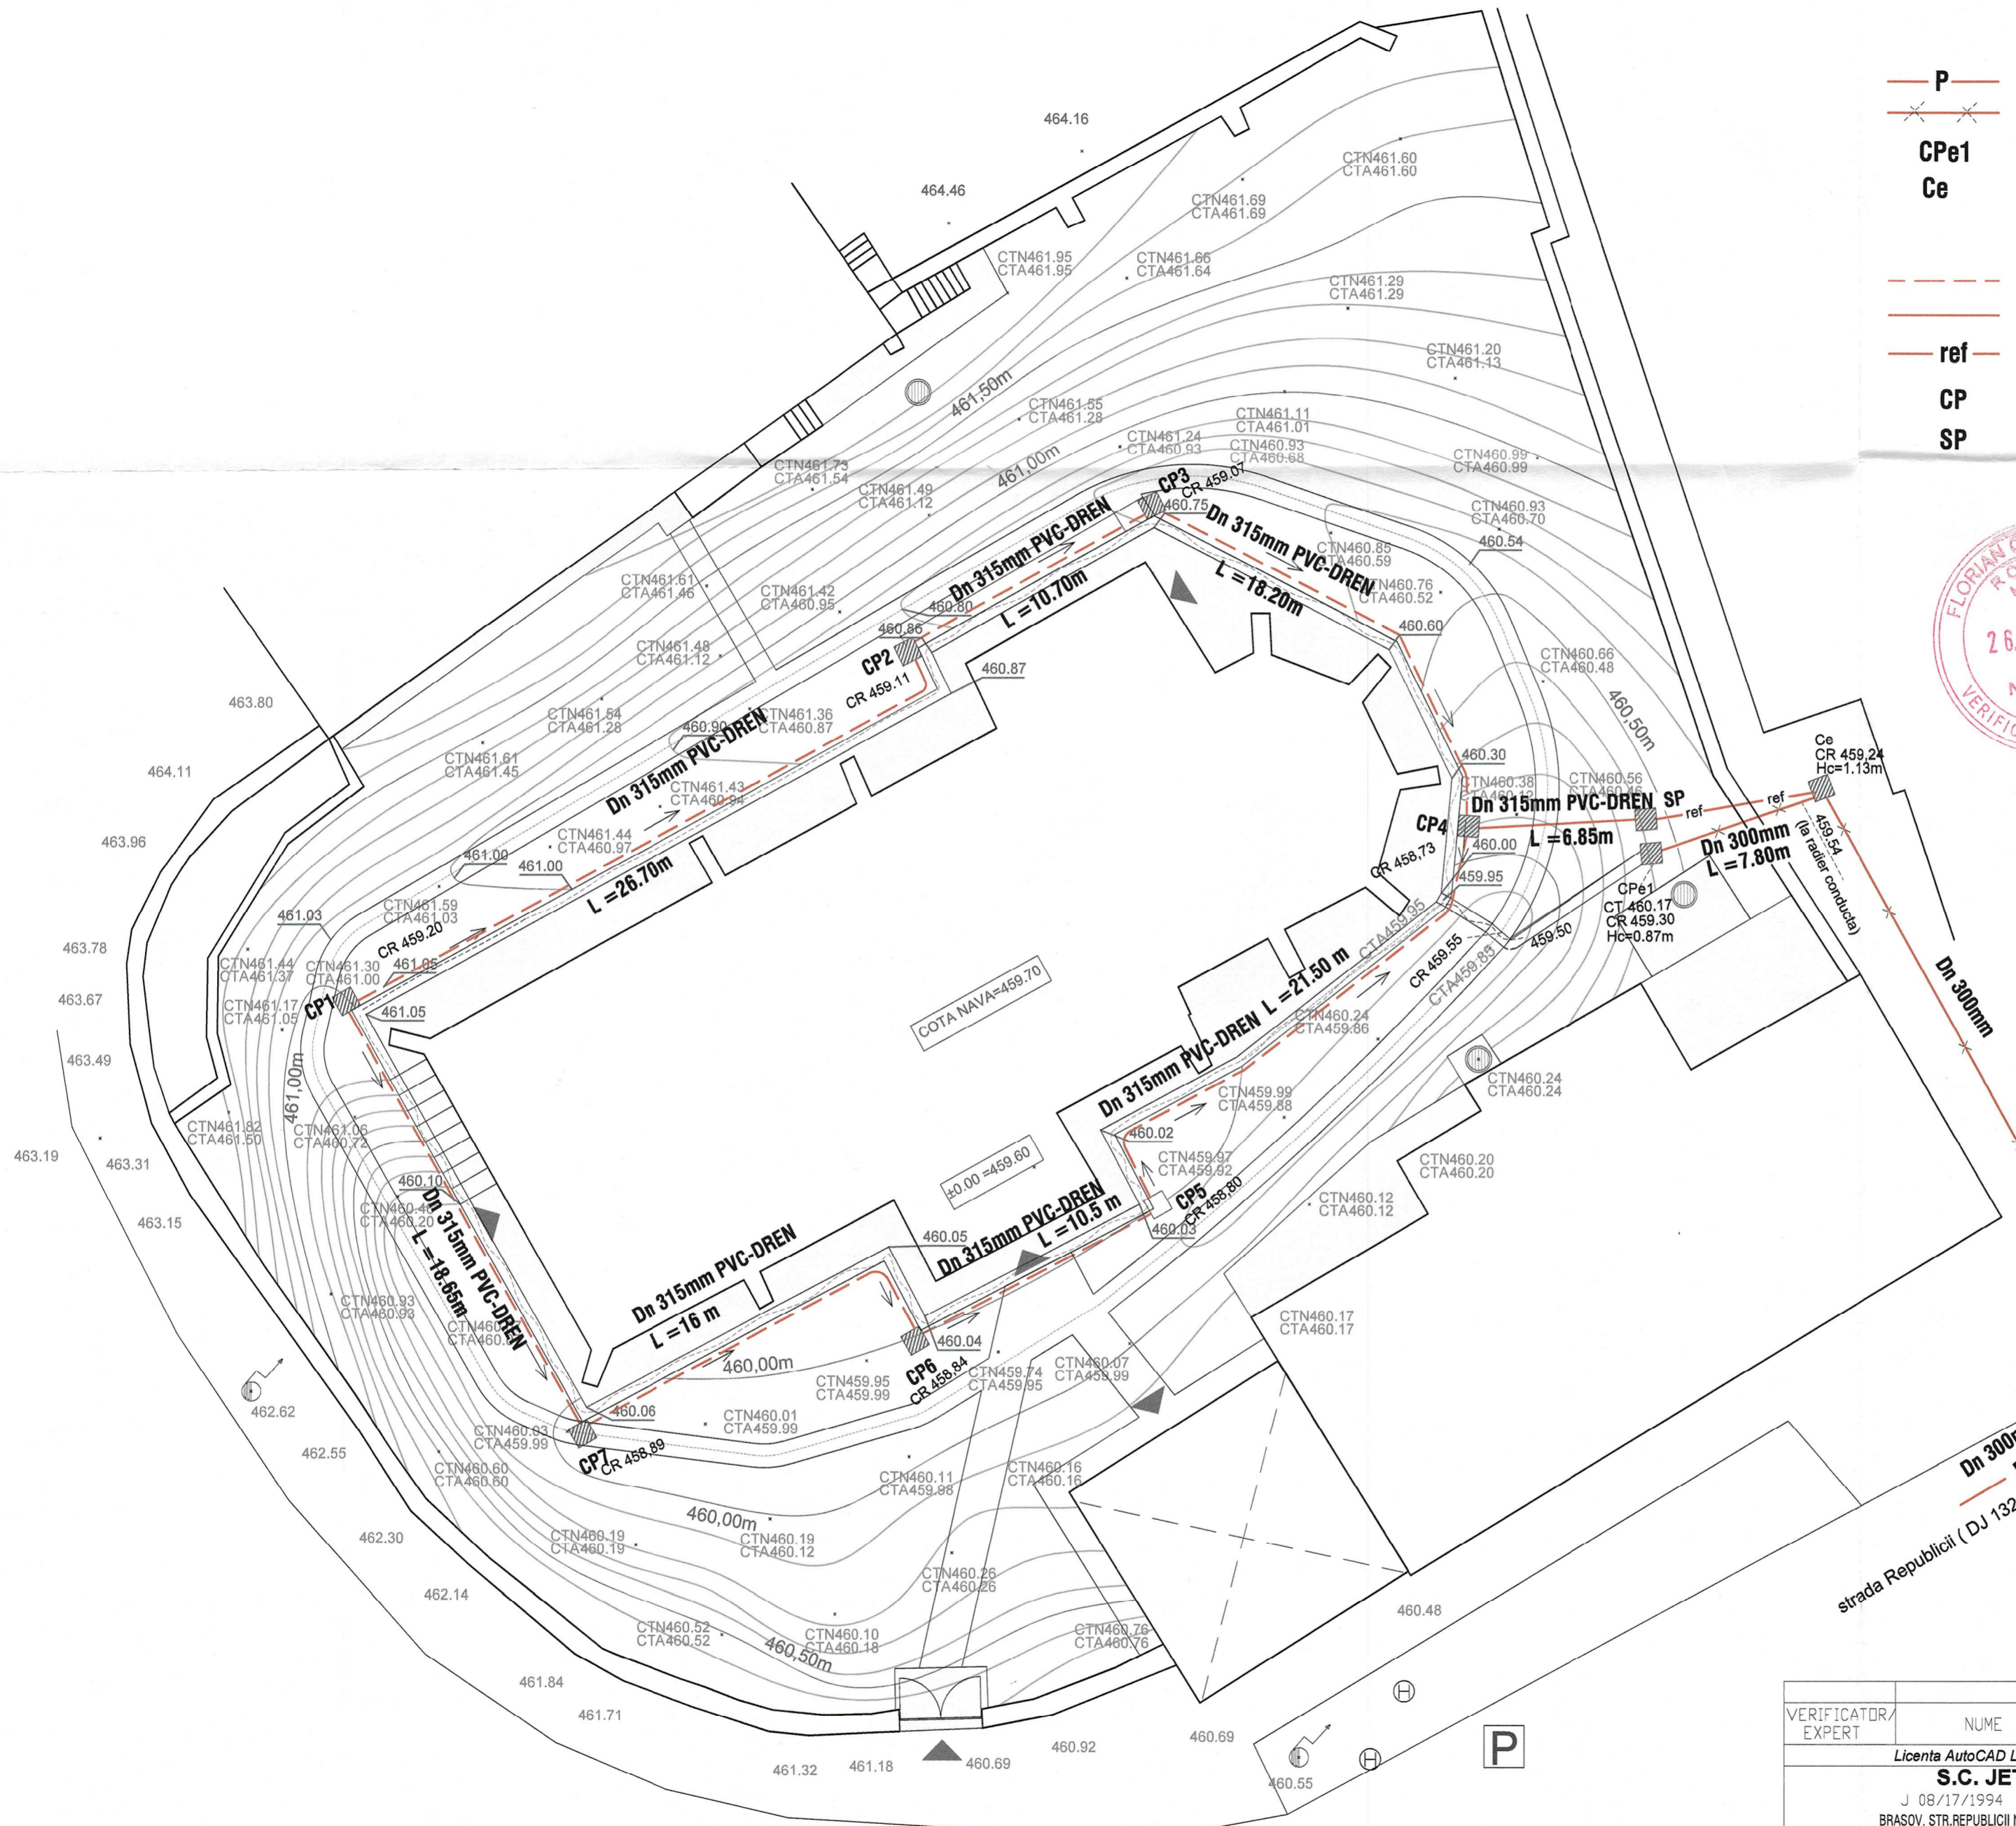 P
CPe1
Ce
ref
CP
SP
464.16
464.46
CTN461.60
CTA461.60
CTN461.69
CTA461.69
CTN461.95
CTA461.95
CTN461.66
CTA461.64
CTN461.29
CTA461.29
CTN461.20
CTA461.13
461,50m
CTN461.55
CTA461.28
CTN461.11
CTA461.01
CTN461.24
CTA460.93
CTN460.93
CTA460.68
CTN460.99
CTA460.99
461,00m
CTN461.73
CTA461.54
CTN461.49
CTA461.12
CP3
CR 459.07
460.75
CTN460.93
CTA460.70
460.54
Dn 315mm PVC-DREN
L =10.70m
Dn 315mm PVC-DREN
L =18.20m
CTN460.85
CTA460.59
CTN460.76
CTA460.52
CTN461.61
CTA461.46
CTN461.42
CTA460.95
460.80
460.86
CP2
CR 459.11
460.87
460.60
CTN461.48
CTA461.12
CTN460.66
CTA460.48
460,50m
FLORIAN
VERIFIC
463.80
CTN461.54
CTA461.28
460.90
CTN461.36
CTA460.87
464.11
CTN461.61
CTA461.45
460.30
Ce
CR 459,24
Hc=1.13m
CTN461.43
CTA460.94
Dn 315mm PVC-DREN
L =26.70m
CTN460.38
CTN460.56
Dn 315mm PVC-DREN
SP
ref
ref
L =6.85m
CP4
CR 458,73
460.00
459.95
Dn 300mm
L =7.80m
459.54
(la radier conducta)
463.96
CTN461.44
CTA460.97
461.00
461.00
CPe1
CT 460.17
CR 459.30
Hc=0.87m
461.03
CTN461.59
CTA461.03
CR 459.20
463.78
CTN461.44
CTA461.37
CTN461.30
CTA461.00
461.05
CTA459.95
CR 459.55
459.50
CTA459.85
463.67
CTN461.17
CTA461.05
CP1
461.05
COTA NAVA=459.70
Dn 315mm PVC-DREN L =21.50 m
CTN460.24
CTA459.86
Dn 300mm
463.49
461,00m
CTN460.24
CTA460.24
CTN459.99
CTA459.88
463.19
463.31
CTN461.82
CTA461.50
CTN461.06
CTA460.72
460.02
CTN459.97
CTA459.92
CTN460.20
CTA460.20
±0.00 =459.60
460.10
CTA460.20
CP5
CR 458,80
460.03
CTN460.12
CTA460.12
463.15
Dn 315mm PVC-DREN
L =18.65m
Dn 315mm PVC-DREN
L =16 m
460.05
Dn 315mm PVC-DREN
L =10.5 m
CTN460.93
CTA460.93
CTN460.17
CTA460.17
460.04
CP6
CR 458,84
460,00m
CTN459.95
CTA459.99
CTN459.74
CTA459.95
CTN460.07
CTA459.99
462.62
460.06
CTN460.01
CTA459.99
462.55
CTN460.03
CTA459.99
CP7
CR 458,89
CTN460.60
CTA460.60
CTN460.11
CTA459.98
CTN460.16
CTA460.16
460,00m
462.30
CTN460.19
CTA460.19
CTN460.19
CTA460.12
CTN460.26
CTA460.26
462.14
CTN460.52
CTA460.52
CTN460.10
CTA460.18
CTN460.76
CTA460.76
460,50m
460.48
strada Republicii ( DJ 132
461.84
461.71
H
460.69
460.92
P
461.32
461.18
460.69
H
460.55
VERIFICATOR/
EXPERT
NUME
Licenta AutoCAD L
S.C. JE
J 08/17/1994
BRASOV, STR.REPUBLICII